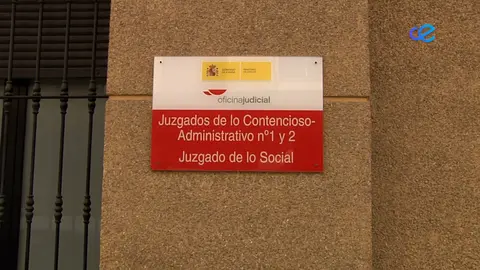 oficinajudicial
Juzgados de lo Contencioso-
Administrativo nº1 y 2
Juzgado de lo Social